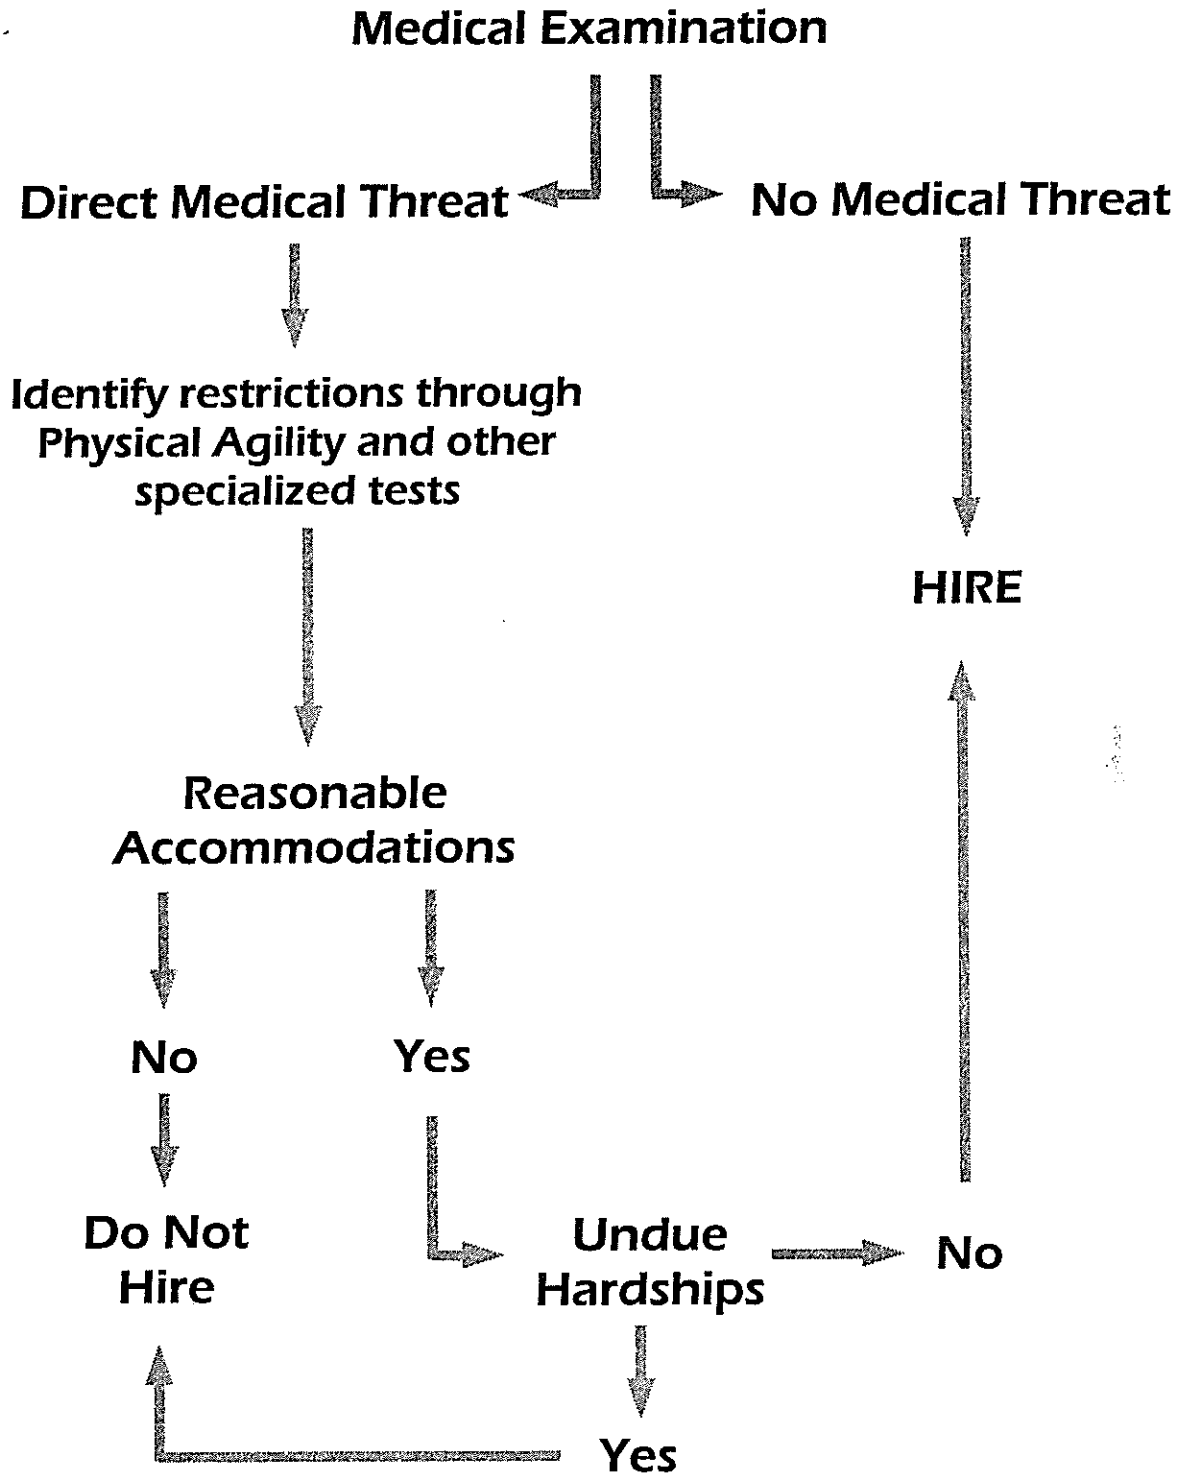 Medical Examination
Direct Medical Threat
No Medical Threat
Identify restrictions through
Physical Agility and other
specialized tests
HIRE
Reasonable
Accommodations
No
Yes
Do Not
Hire
Undue
Hardships
No
Yes